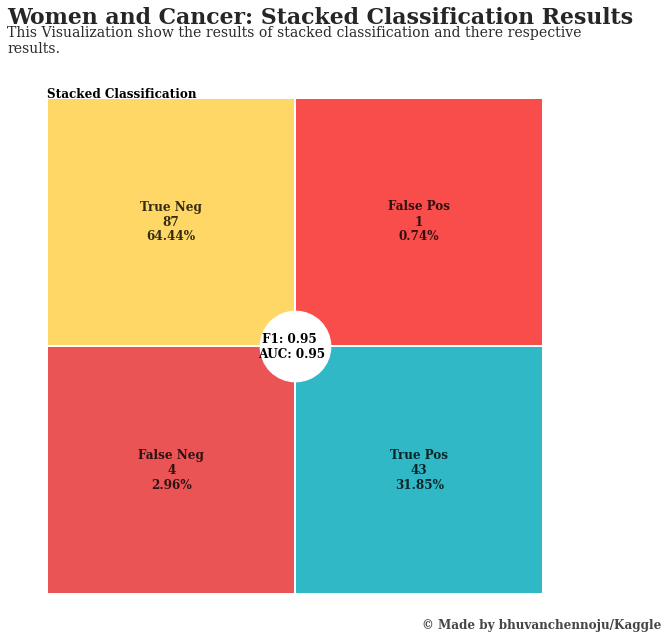 Women and Cancer: Stacked Classification Results
This Visualization show the results of stacked classification and there respective
results.
Stacked Classification
True Neg
87
64.44%
False Pos
1
0.74%
F1: 0.95
AUC: 0.95
False Neg
4
2.96%
True Pos
43
31.85%
© Made by bhuvanchennoju/Kaggle